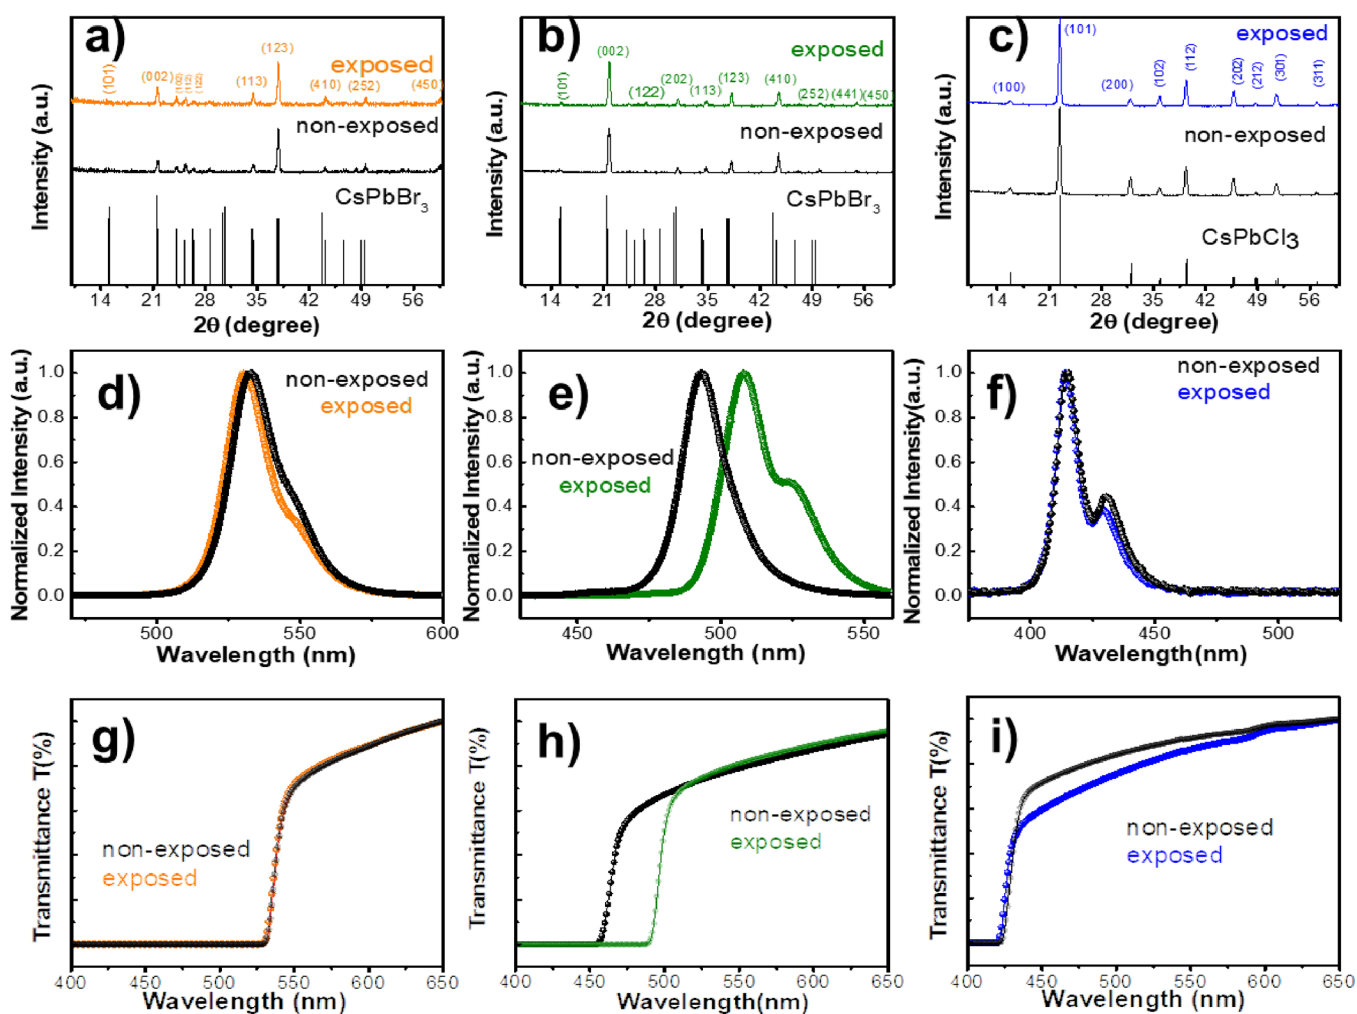 a)
exposed
(101)
(002)
(113)
(123)
(410)
(252)
(450)
non-exposed
CsPbBr3
Intensity (a.u.)
14 21 28 35 42 49 56
2θ (degree)
b)
exposed
(101)
(002)
(122)
(202)
(113)
(123)
(410)
(252)
(441)
(450)
non-exposed
CsPbBr3
Intensity (a.u.)
14 21 28 35 42 49 56
2θ (degree)
c)
exposed
(100)
(101)
(200)
(102)
(112)
(202)
(212)
(301)
(311)
non-exposed
CsPbCl3
Intensity (a.u.)
14 21 28 35 42 49 56
2θ (degree)
d)
non-exposed
exposed
Normalized Intensity (a.u.)
1.0
0.8
0.6
0.4
0.2
0.0
500 550 600
Wavelength (nm)
e)
non-exposed
exposed
Normalized Intensity (a.u.)
1.0
0.8
0.6
0.4
0.2
0.0
450 500 550
Wavelength (nm)
f)
non-exposed
exposed
Normalized Intensity(a.u.)
1.0
0.8
0.6
0.4
0.2
0.0
400 450 500
Wavelength(nm)
g)
non-exposed
exposed
Transmittance T(%)
400 450 500 550 600 650
Wavelength (nm)
h)
non-exposed
exposed
Transmittance T(%)
400 450 500 550 600 650
Wavelength(nm)
i)
non-exposed
exposed
Transmittance T(%)
400 450 500 550 600 650
Wavelength (nm)